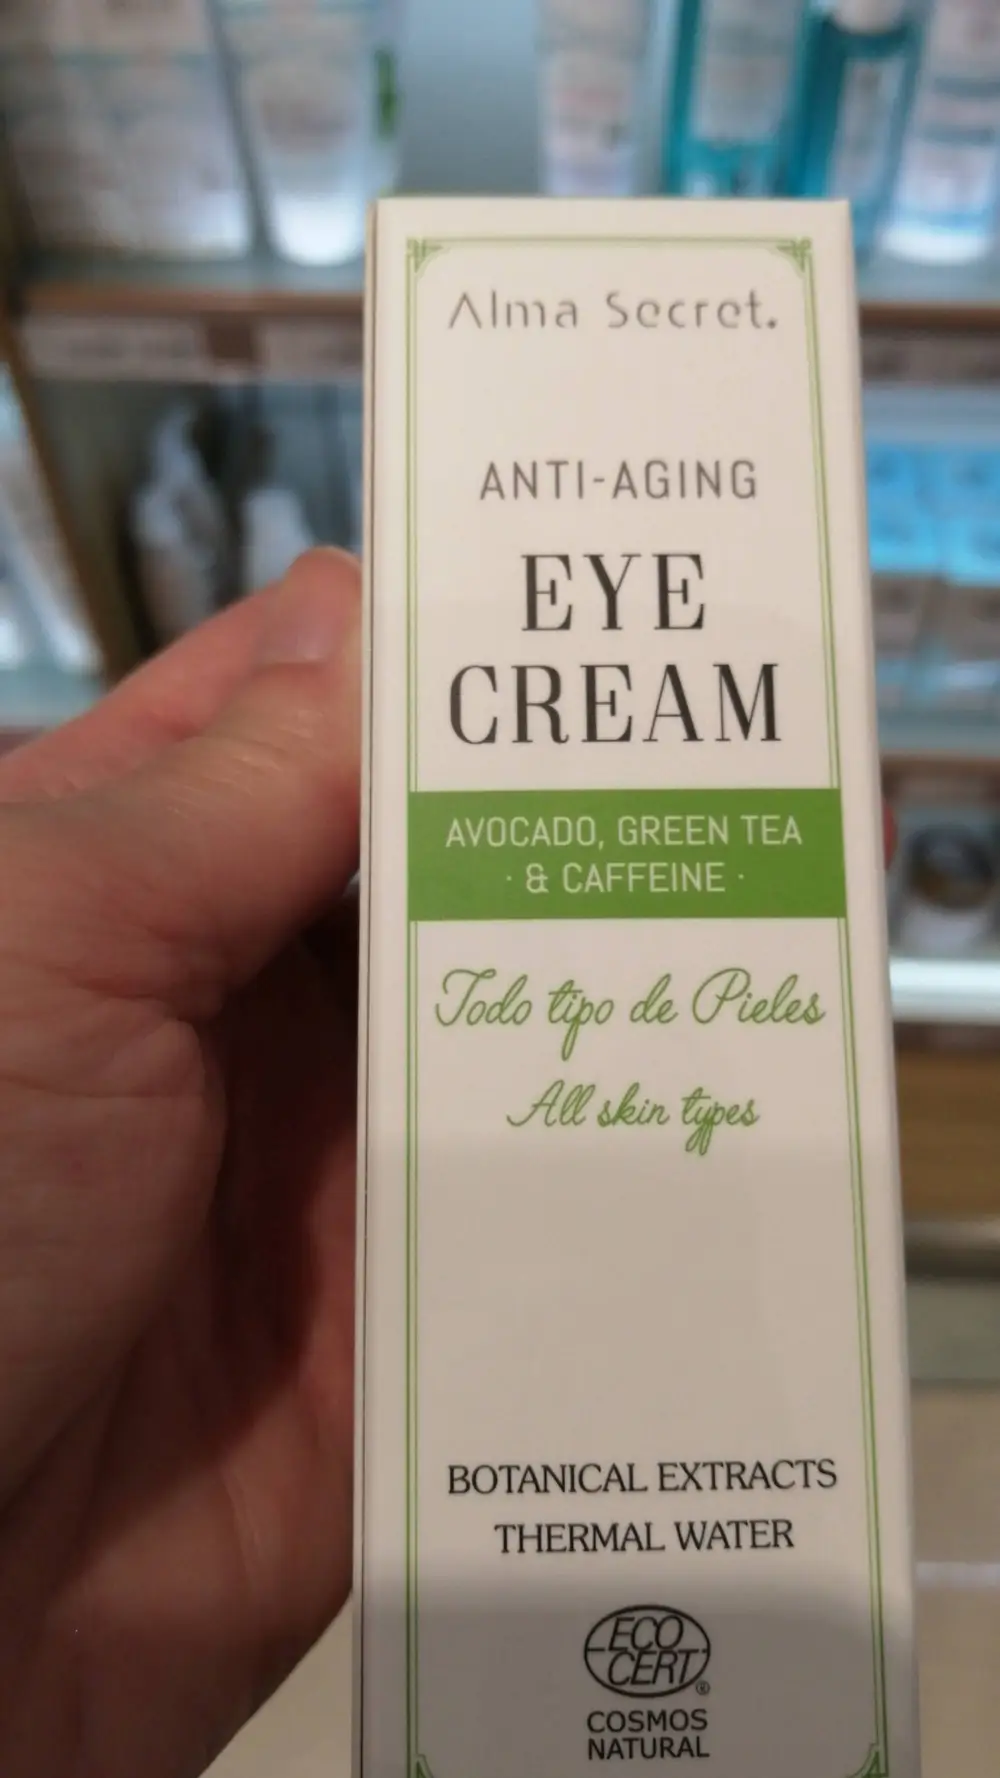 Alma Secret.
ANTI-AGING
EYE
CREAM
AVOCADO, GREEN TEA
· & CAFFEINE ·
Todo tipo de Pieles
All skin types
BOTANICAL EXTRACTS
THERMAL WATER
ECO
CERT®
COSMOS
NATURAL